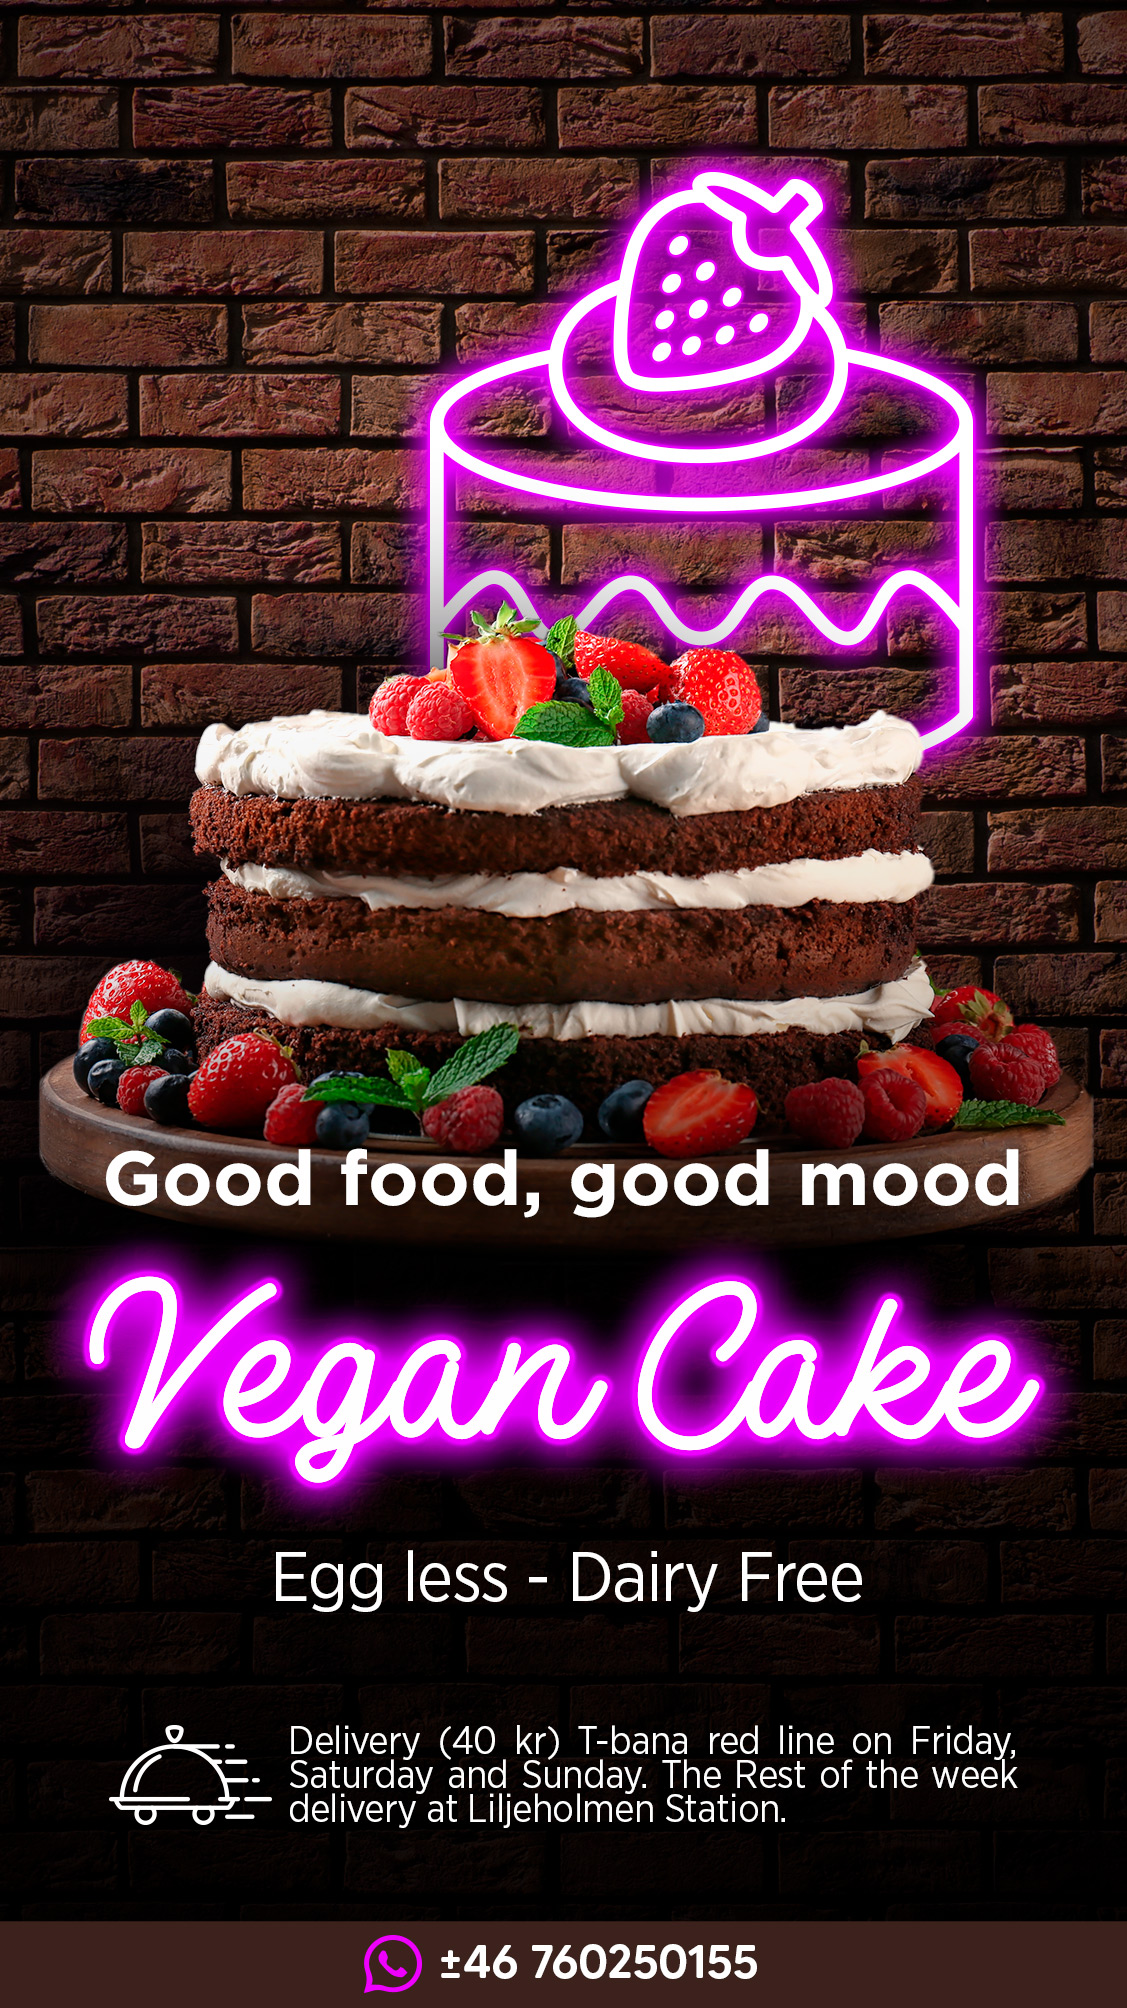 Good food, good mood
Vegan Cake
Egg less - Dairy Free
Delivery (40 kr) T-bana red line on Friday,
Saturday and Sunday. The Rest of the week
delivery at Liljeholmen Station.
±46 760250155